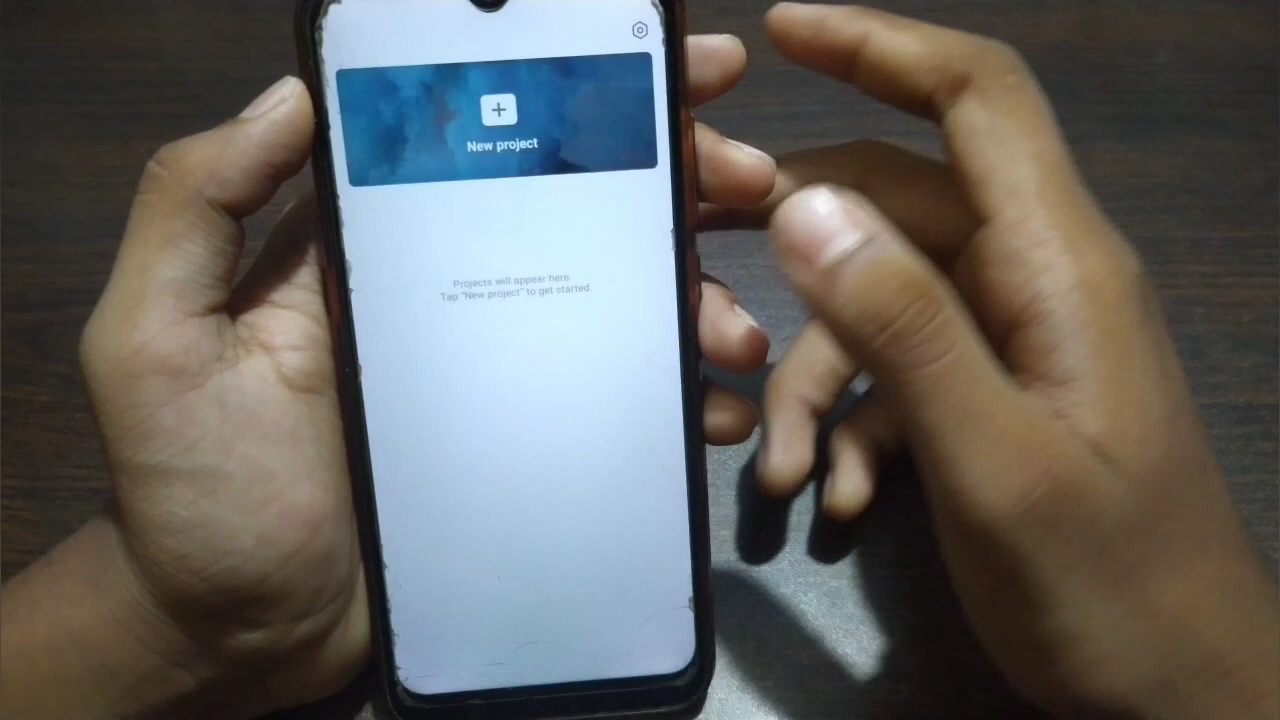 New project
Projects will appear here.
Tap "New project" to get started.